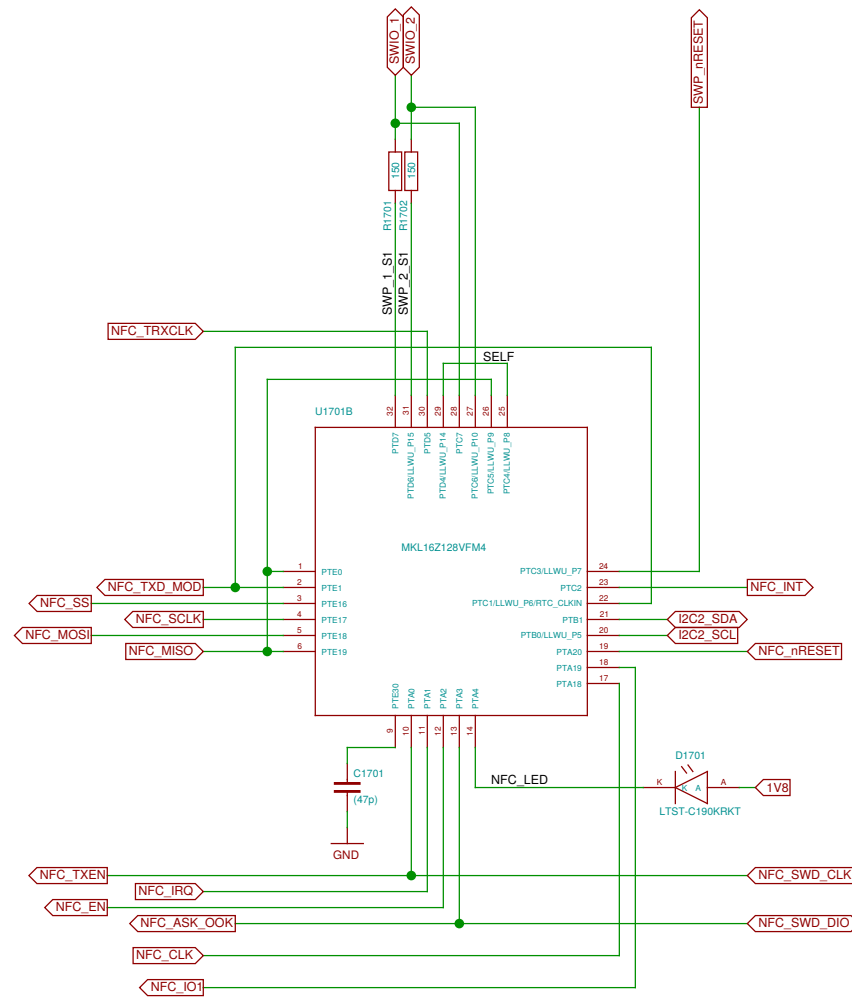 SWIO_1
SWIO_2
SWP_nRESET
150
150
R1701
R1702
SWP_1_S1
SWP_2_S1
NFC_TRXCLK
SELF
U1701B
32
31
30
29
28
27
26
25
PTD7
PTD6/LLWU_P15
PTD5
PTD4/LLWU_P14
PTC7
PTC6/LLWU_P10
PTC5/LLWU_P9
PTC4/LLWU_P8
MKL16Z128VFM4
1 PTE0
NFC_TXD_MOD 2 PTE1
NFC_SS 3 PTE16
NFC_SCLK 4 PTE17
NFC_MOSI 5 PTE18
NFC_MISO 6 PTE19
PTC3/LLWU_P7 24
PTC2 23 NFC_INT
PTC1/LLWU_P6/RTC_CLKIN 22
PTB1 21 I2C2_SDA
PTB0/LLWU_P5 20 I2C2_SCL
PTA20 19 NFC_nRESET
PTA19 18
PTA18 17
PTE30
PTA0
PTA1
PTA2
PTA3
PTA4
9
10
11
12
13
14
C1701
(47p)
GND
NFC_LED
D1701
K
K A
A
1V8
LTST-C190KRKT
NFC_TXEN
NFC_SWD_CLK
NFC_IRQ
NFC_EN
NFC_ASK_OOK
NFC_SWD_DIO
NFC_CLK
NFC_IO1